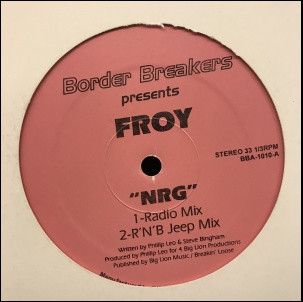 Border Breakers
presents
FROY
STEREO 33 1/3RPM
BBA-1010-A
"NRG"
1-Radio Mix
2-R'N'B Jeep Mix
Written by Phillip Leo & Steve Bingham
Produced by Phillip Leo for 4 Big Lion Productions
Published by Big Lion Music / Breakin' Loose